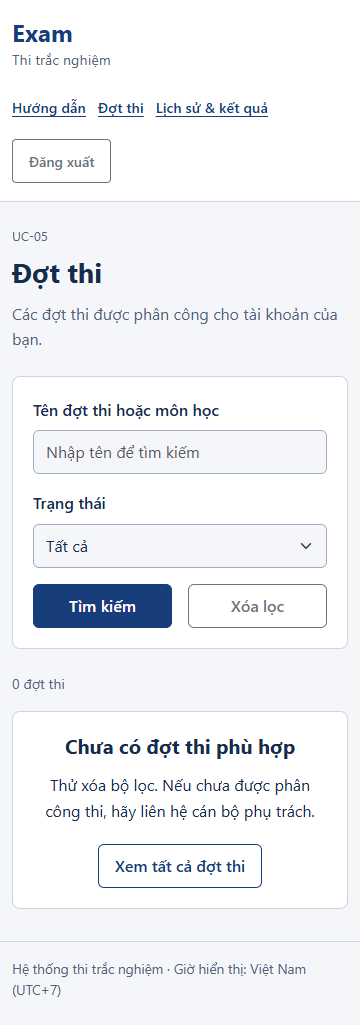 Exam
Thi trắc nghiệm
Hướng dẫn Đợt thi Lịch sử & kết quả
Đăng xuất
UC-05
Đợt thi
Các đợt thi được phân công cho tài khoản của
bạn.
Tên đợt thi hoặc môn học
Nhập tên để tìm kiếm
Trạng thái
Tất cả
Tìm kiếm Xóa lọc
0 đợt thi
Chưa có đợt thi phù hợp
Thử xóa bộ lọc. Nếu chưa được phân
công thi, hãy liên hệ cán bộ phụ trách.
Xem tất cả đợt thi
Hệ thống thi trắc nghiệm · Giờ hiển thị: Việt Nam
(UTC+7)